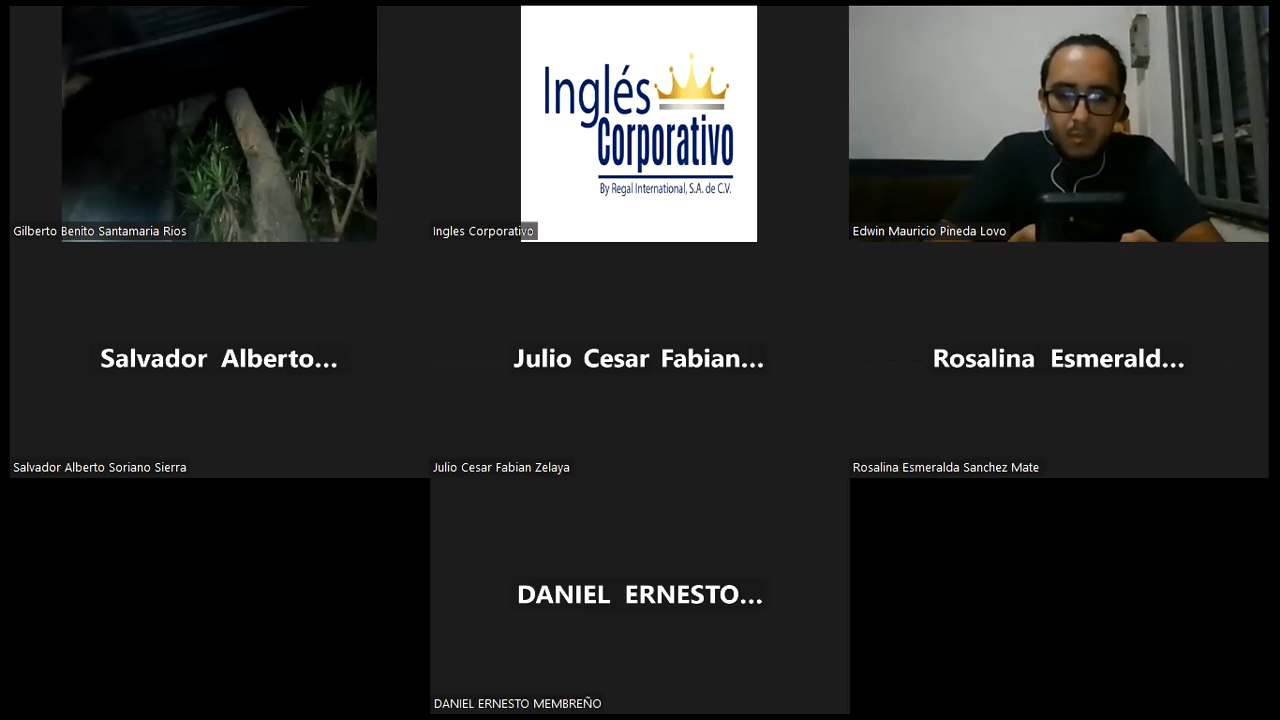 Inglés
Corporativo
By Regal International, S.A. de C.V.
Gilberto Benito Santamaria Rios
Ingles Corporativo
Edwin Mauricio Pineda Lovo
Salvador Alberto...
Julio Cesar Fabian...
Rosalina Esmerald...
Salvador Alberto Soriano Sierra
Julio Cesar Fabian Zelaya
Rosalina Esmeralda Sanchez Mate
DANIEL ERNESTO...
DANIEL ERNESTO MEMBREÑO